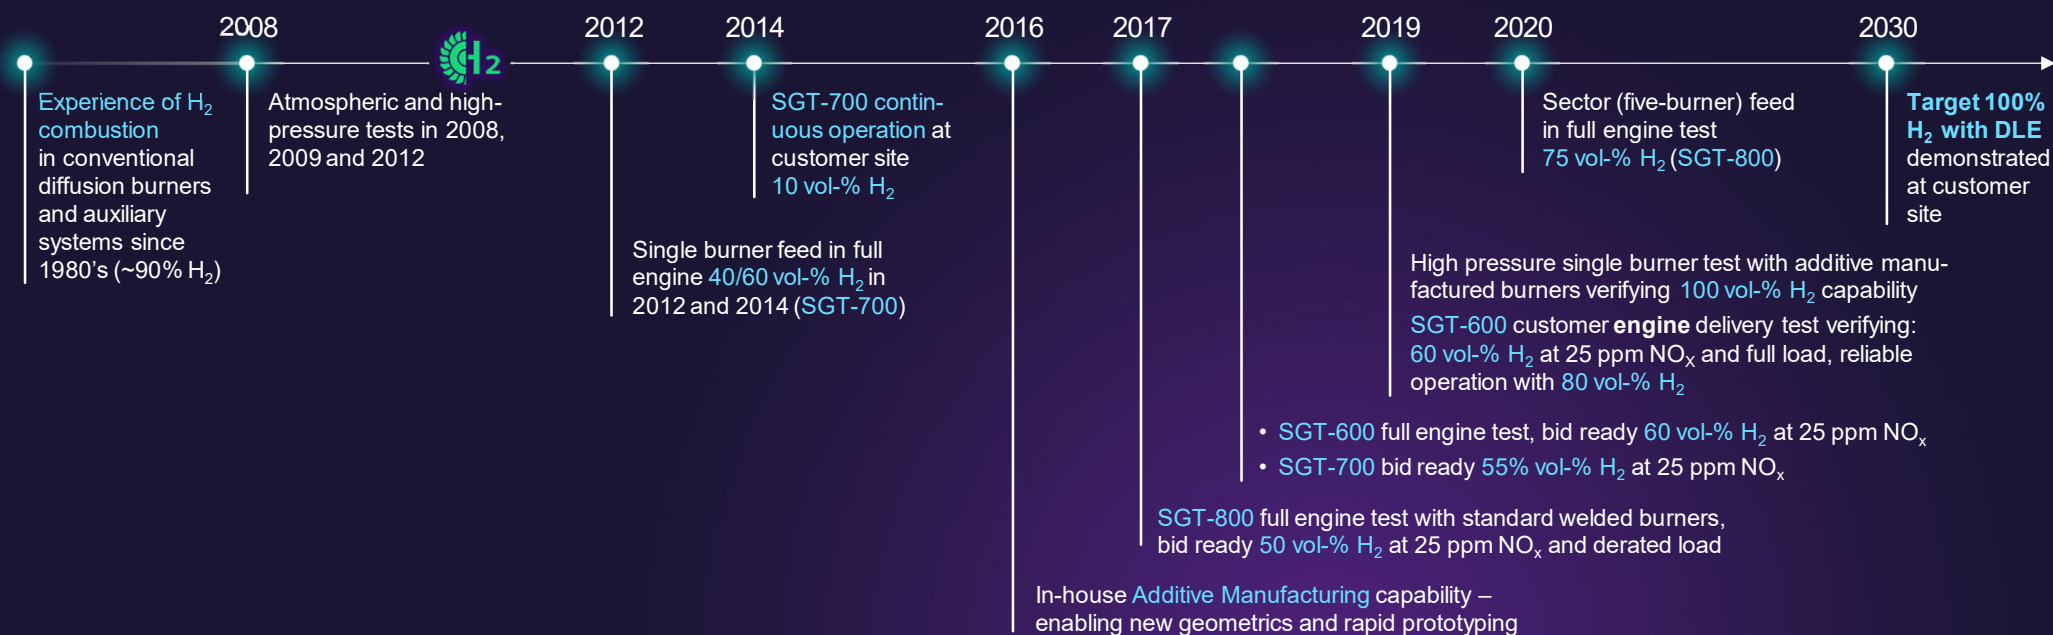 2008
2012
2014
2016
2017
2019
2020
2030
H2
Experience of H₂
combustion
in conventional
diffusion burners
and auxiliary
systems since
1980's (~90% H₂)
Atmospheric and high-
pressure tests in 2008,
2009 and 2012
Single burner feed in full
engine 40/60 vol-% H₂ in
2012 and 2014 (SGT-700)
SGT-700 contin-
uous operation at
customer site
10 vol-% H₂
In-house Additive Manufacturing capability –
enabling new geometrics and rapid prototyping
SGT-800 full engine test with standard welded burners,
bid ready 50 vol-% H₂ at 25 ppm NOₓ and derated load
• SGT-600 full engine test, bid ready 60 vol-% H₂ at 25 ppm NOₓ
• SGT-700 bid ready 55% vol-% H₂ at 25 ppm NOₓ
High pressure single burner test with additive manu-
factured burners verifying 100 vol-% H₂ capability
SGT-600 customer engine delivery test verifying:
60 vol-% H₂ at 25 ppm NOₓ and full load, reliable
operation with 80 vol-% H₂
Sector (five-burner) feed
in full engine test
75 vol-% H₂ (SGT-800)
Target 100%
H₂ with DLE
demonstrated
at customer
site